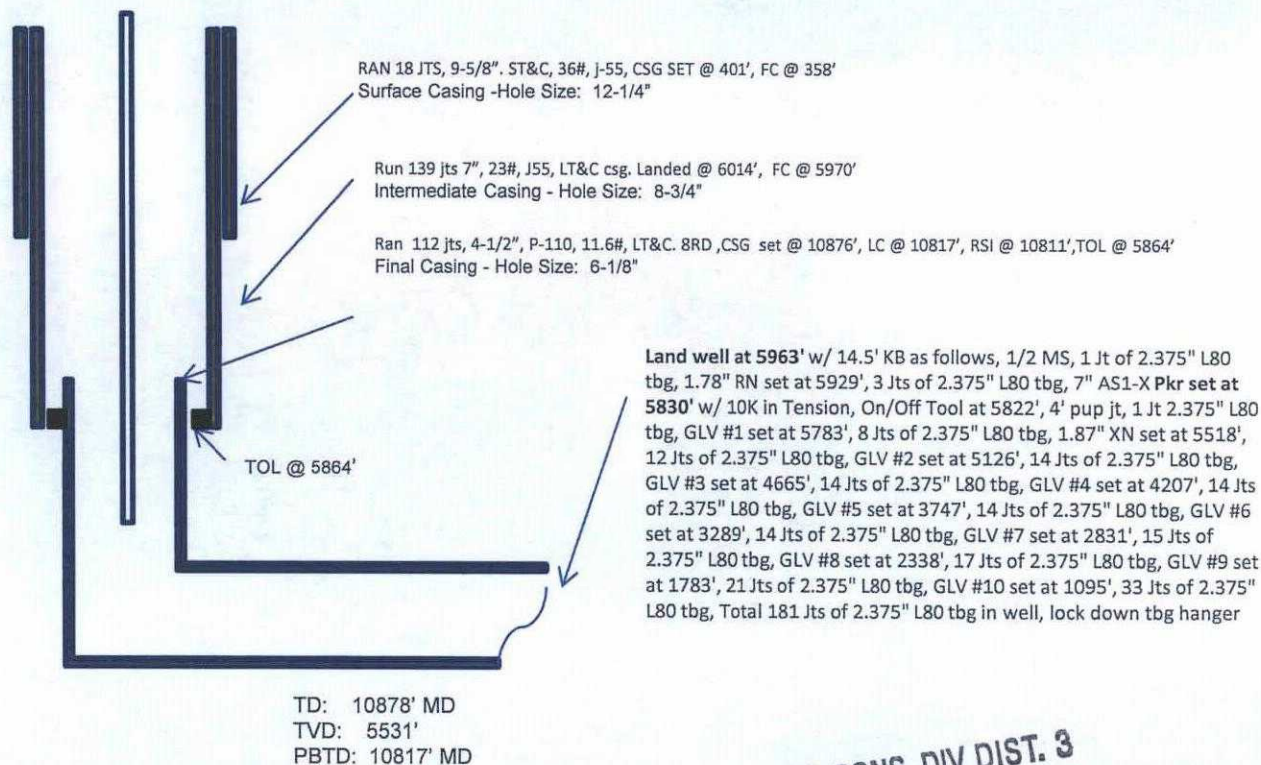 RAN 18 JTS, 9-5/8". ST&C, 36#, j-55, CSG SET @ 401', FC @ 358'
Surface Casing -Hole Size: 12-1/4"
Run 139 jts 7", 23#, J55, LT&C csg. Landed @ 6014', FC @ 5970'
Intermediate Casing - Hole Size: 8-3/4"
Ran 112 jts, 4-1/2", P-110, 11.6#, LT&C. 8RD ,CSG set @ 10876', LC @ 10817', RSI @ 10811',TOL @ 5864'
Final Casing - Hole Size: 6-1/8"
Land well at 5963' w/ 14.5' KB as follows, 1/2 MS, 1 Jt of 2.375" L80
tbg, 1.78" RN set at 5929', 3 Jts of 2.375" L80 tbg, 7" AS1-X Pkr set at
5830' w/ 10K in Tension, On/Off Tool at 5822', 4' pup jt, 1 Jt 2.375" L80
tbg, GLV #1 set at 5783', 8 Jts of 2.375" L80 tbg, 1.87" XN set at 5518',
12 Jts of 2.375" L80 tbg, GLV #2 set at 5126', 14 Jts of 2.375" L80 tbg,
GLV #3 set at 4665', 14 Jts of 2.375" L80 tbg, GLV #4 set at 4207', 14 Jts
of 2.375" L80 tbg, GLV #5 set at 3747', 14 Jts of 2.375" L80 tbg, GLV #6
set at 3289', 14 Jts of 2.375" L80 tbg, GLV #7 set at 2831', 15 Jts of
2.375" L80 tbg, GLV #8 set at 2338', 17 Jts of 2.375" L80 tbg, GLV #9 set
at 1783', 21 Jts of 2.375" L80 tbg, GLV #10 set at 1095', 33 Jts of 2.375"
L80 tbg, Total 181 Jts of 2.375" L80 tbg in well, lock down tbg hanger
TOL @ 5864'
TD: 10878' MD
TVD: 5531'
PBTD: 10817' MD
DIV DIST. 3